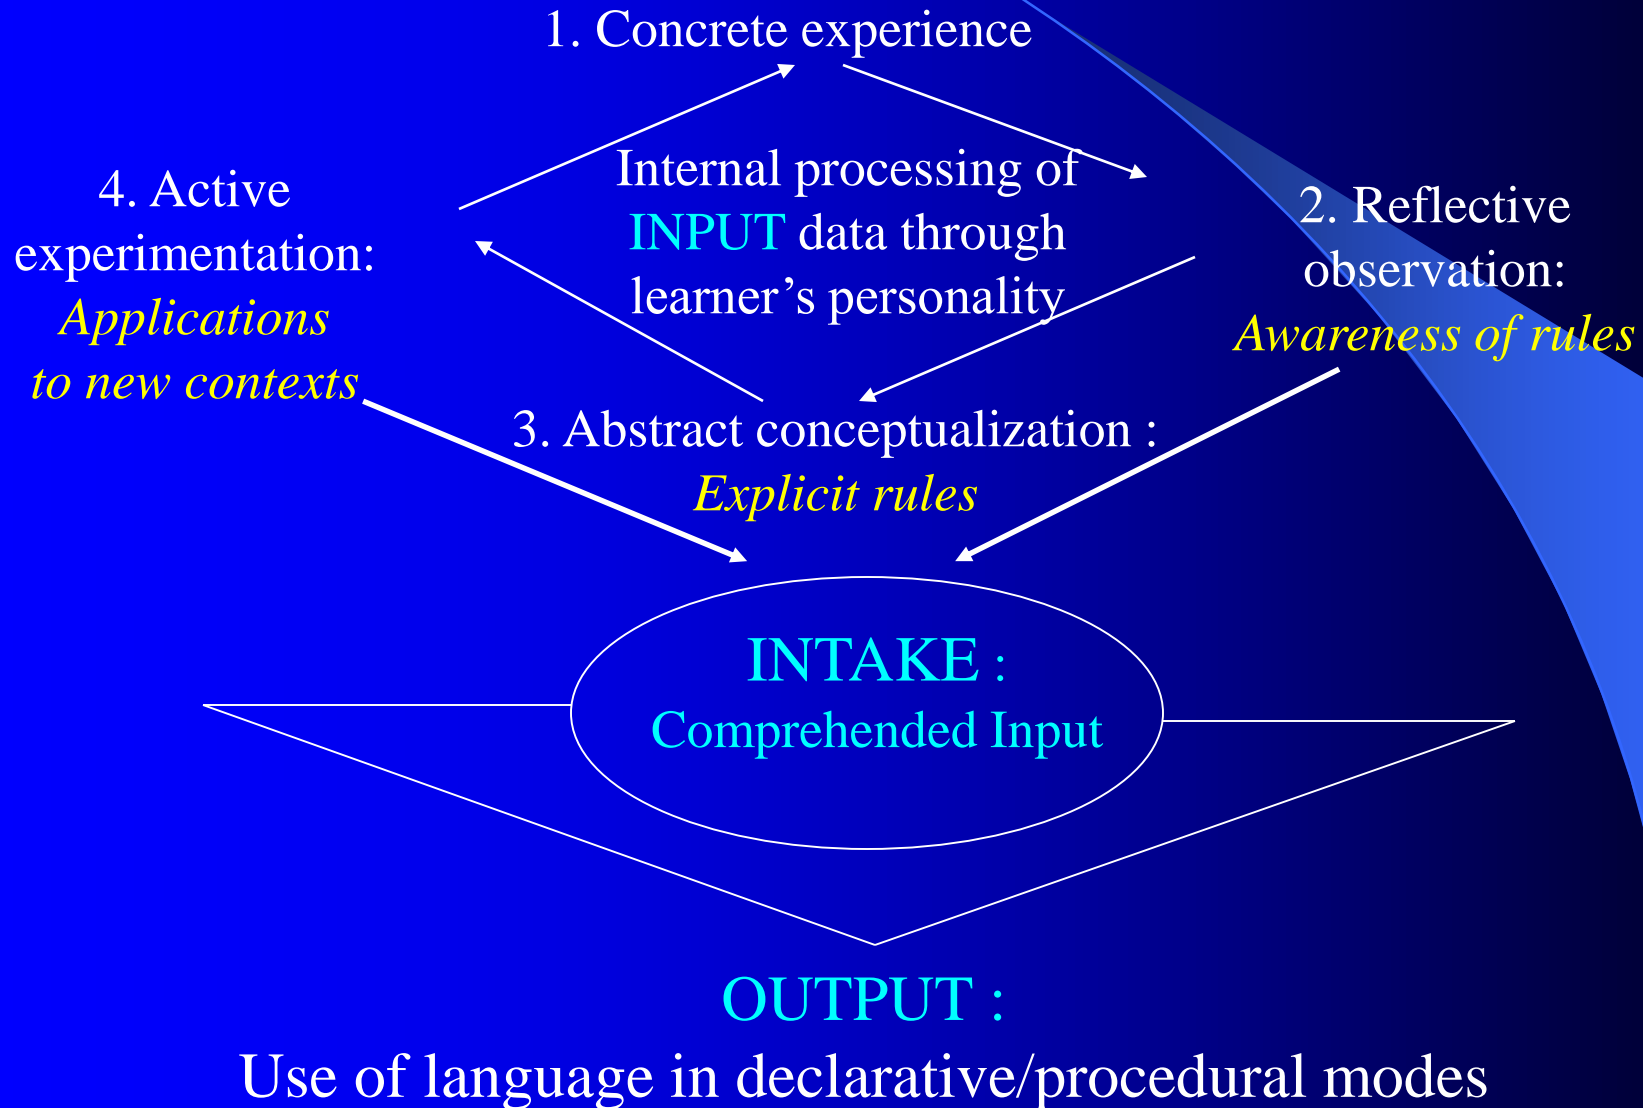 1. Concrete experience
Internal processing of
INPUT data through
learner’s personality
2. Reflective
observation:
Awareness of rules
3. Abstract conceptualization :
Explicit rules
4. Active
experimentation:
Applications
to new contexts
INTAKE :
Comprehended Input
OUTPUT :
Use of language in declarative/procedural modes